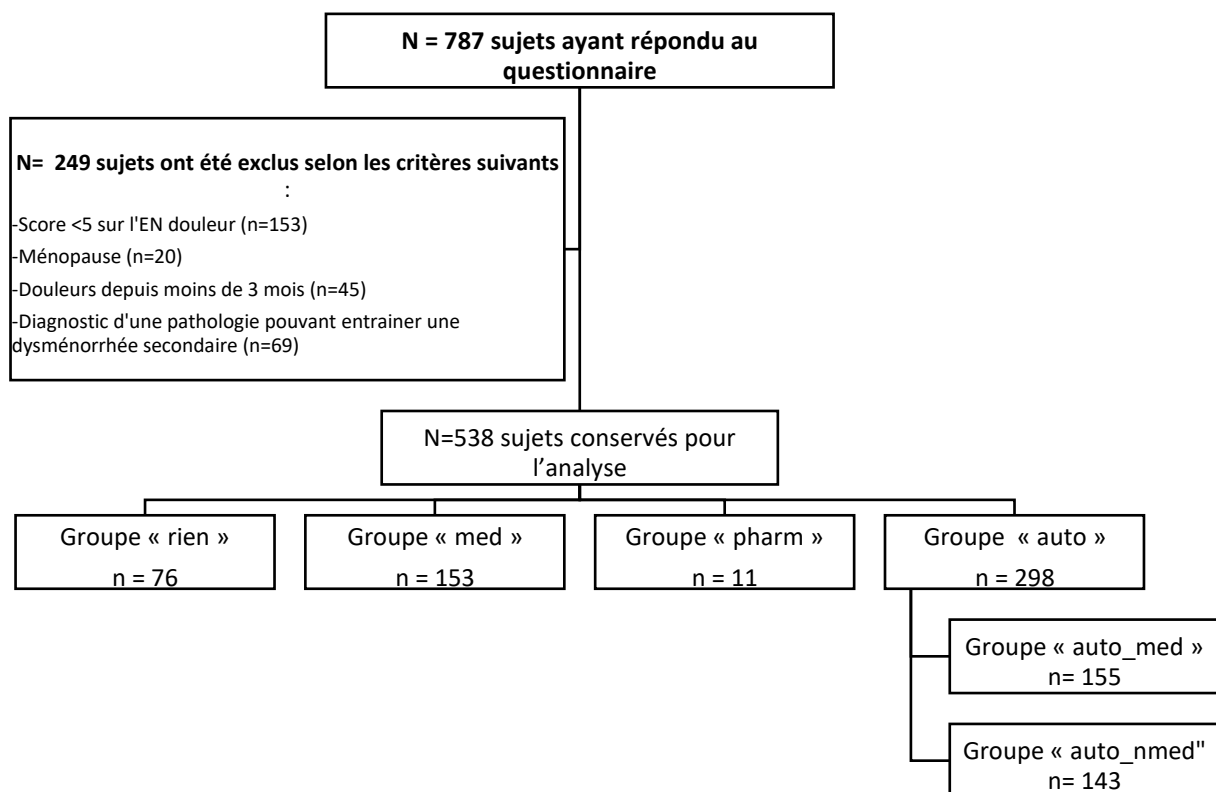 N = 787 sujets ayant répondu au
questionnaire
N= 249 sujets ont été exclus selon les critères suivants
:
-Score <5 sur l'EN douleur (n=153)
-Ménopause (n=20)
-Douleurs depuis moins de 3 mois (n=45)
-Diagnostic d'une pathologie pouvant entrainer une
dysménorrhée secondaire (n=69)
N=538 sujets conservés pour
l’analyse
Groupe « rien »
n = 76
Groupe « med »
n = 153
Groupe « pharm »
n = 11
Groupe « auto »
n = 298
Groupe « auto_med »
n= 155
Groupe « auto_nmed"
n= 143